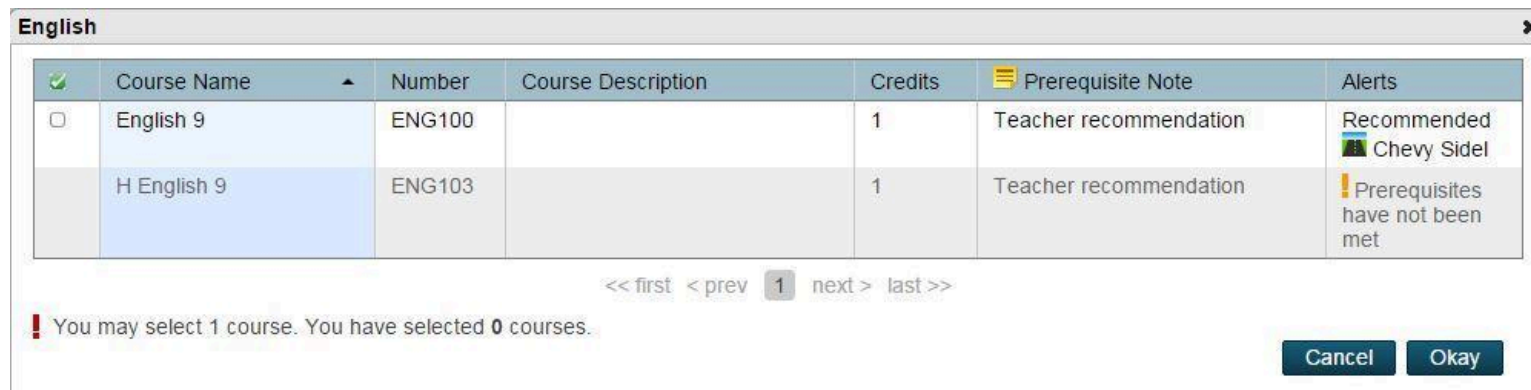 English
Course Name Number Course Description Credits Prerequisite Note Alerts
English 9 ENG100 1 Teacher recommendation Recommended
Chevy Sidel
H English 9 ENG103 1 Teacher recommendation Prerequisites
have not been
met
<< first < prev 1 next > last >>
! You may select 1 course. You have selected 0 courses.
Cancel Okay